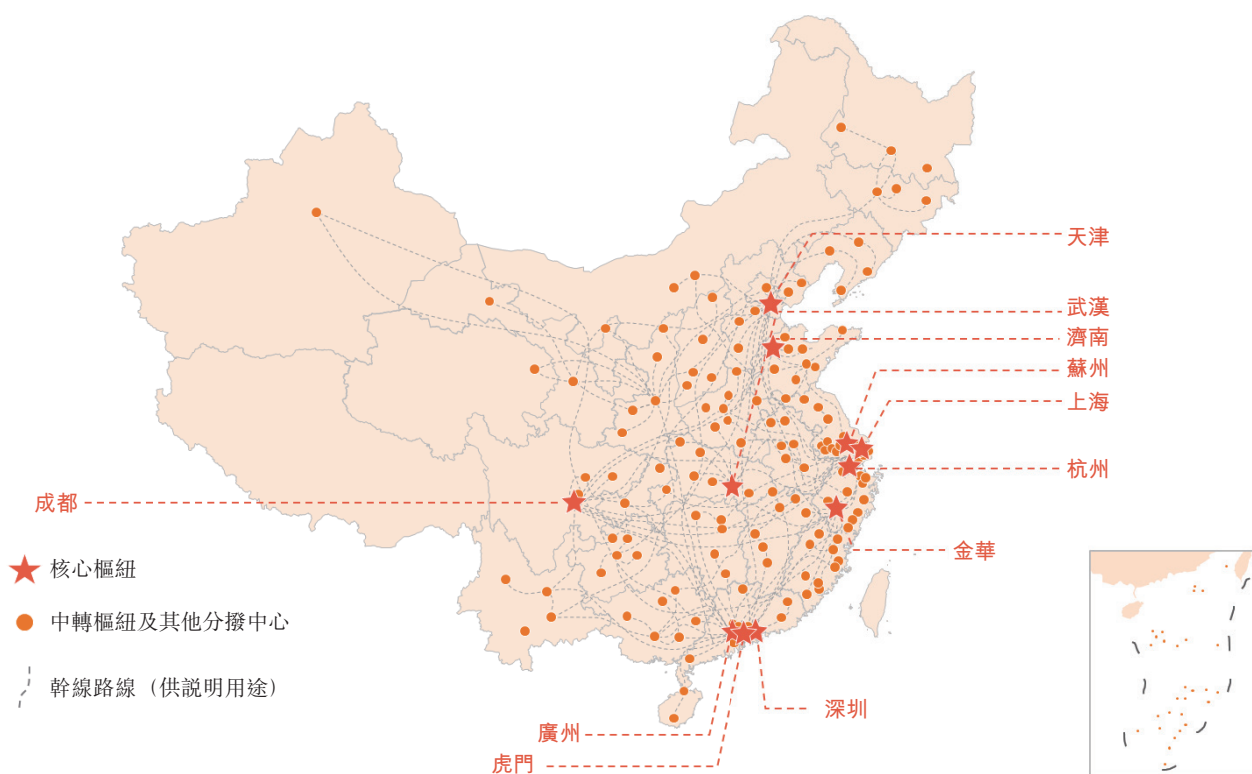 天津
武漢
濟南
蘇州
上海
杭州
成都
金華
核心樞紐
中轉樞紐及其他分撥中心
幹線路線（供説明用途）
深圳
廣州
虎門